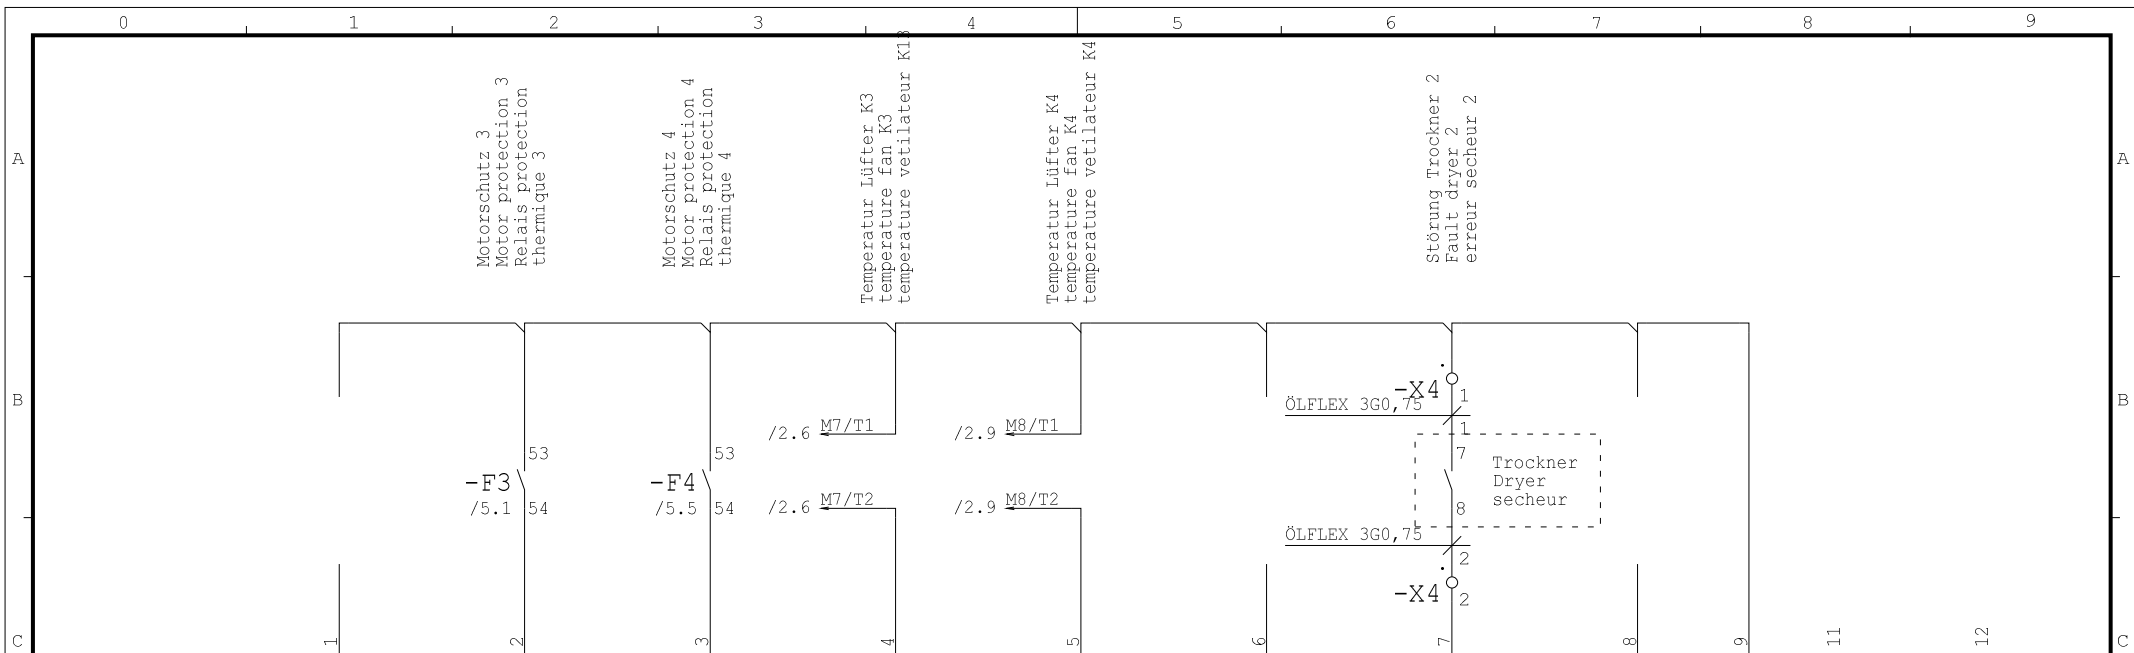 0 1 2 3 4 5 6 7 8 9
A
A
Motorschutz 3
Motor protection 3
Relais protection
thermique 3
Motorschutz 4
Motor protection 4
Relais protection
thermique 4
Temperatur Lüfter K3
temperature fan K3
temperature vetilateur K13
Temperatur Lüfter K4
temperature fan K4
temperature vetilateur K4
Störung Trockner 2
Fault dryer 2
erreur secheur 2
B
B
-X4 1
ÖLFLEX 3G0,75
1
/2.6 M7/T1
/2.9 M8/T1
53
53
7
-F3
-F4
Trockner
Dryer
secheur
/5.1 54
/5.5 54
/2.6 M7/T2
/2.9 M8/T2
8
ÖLFLEX 3G0,75
2
-X4 2
C
1 2 3 4 5 6 7 8 9 11 12
C